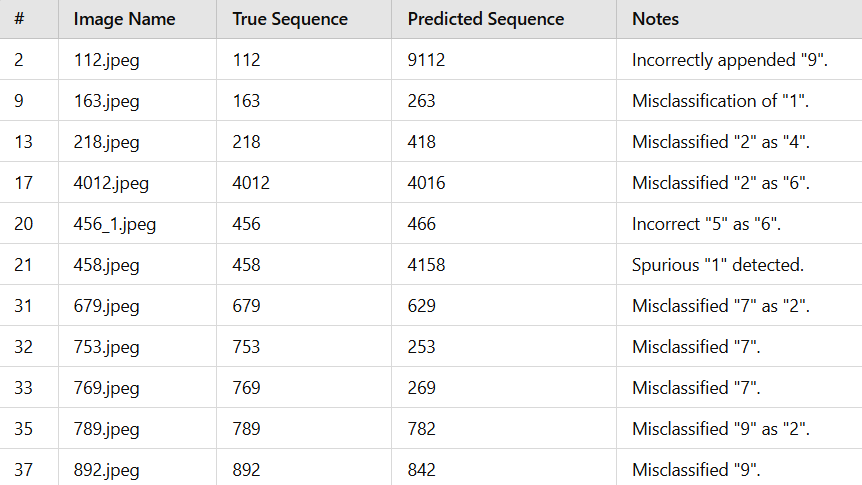 # Image Name True Sequence Predicted Sequence Notes
2 112.jpeg 112 9112 Incorrectly appended "9".
9 163.jpeg 163 263 Misclassification of "1".
13 218.jpeg 218 418 Misclassified "2" as "4".
17 4012.jpeg 4012 4016 Misclassified "2" as "6".
20 456_1.jpeg 456 466 Incorrect "5" as "6".
21 458.jpeg 458 4158 Spurious "1" detected.
31 679.jpeg 679 629 Misclassified "7" as "2".
32 753.jpeg 753 253 Misclassified "7".
33 769.jpeg 769 269 Misclassified "7".
35 789.jpeg 789 782 Misclassified "9" as "2".
37 892.jpeg 892 842 Misclassified "9".